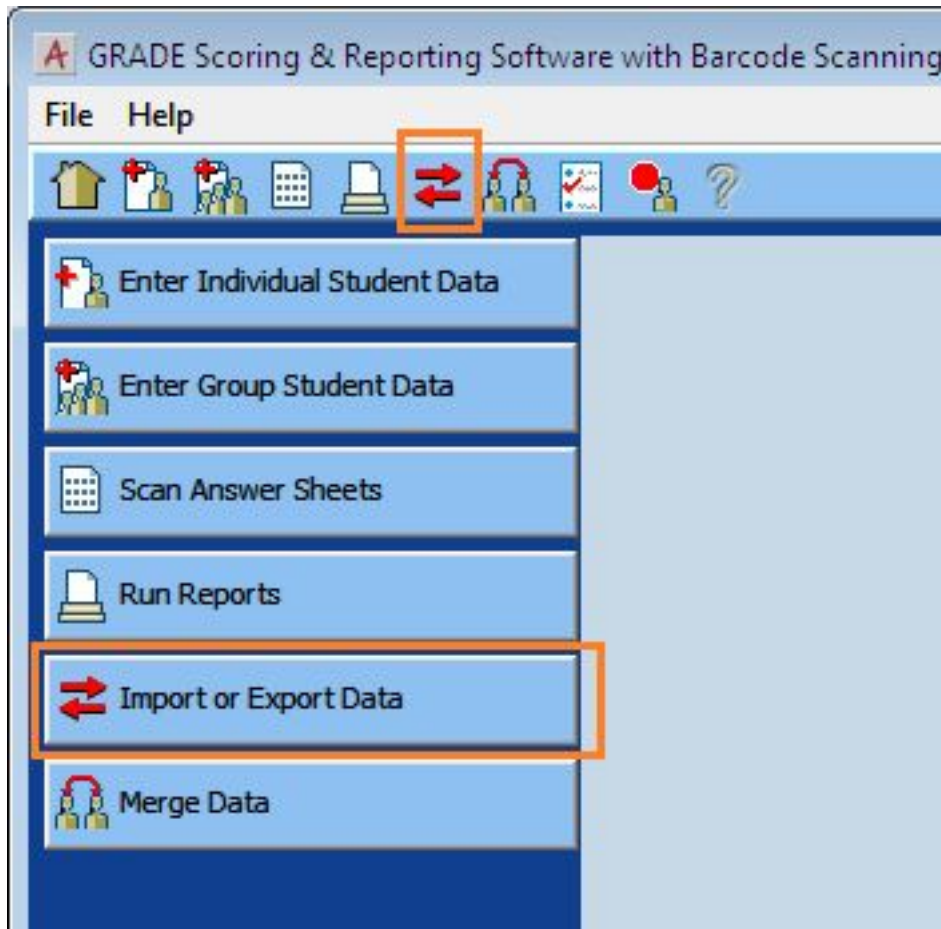 GRADE Scoring & Reporting Software with Barcode Scanning
File Help
Enter Individual Student Data
Enter Group Student Data
Scan Answer Sheets
Run Reports
Import or Export Data
Merge Data